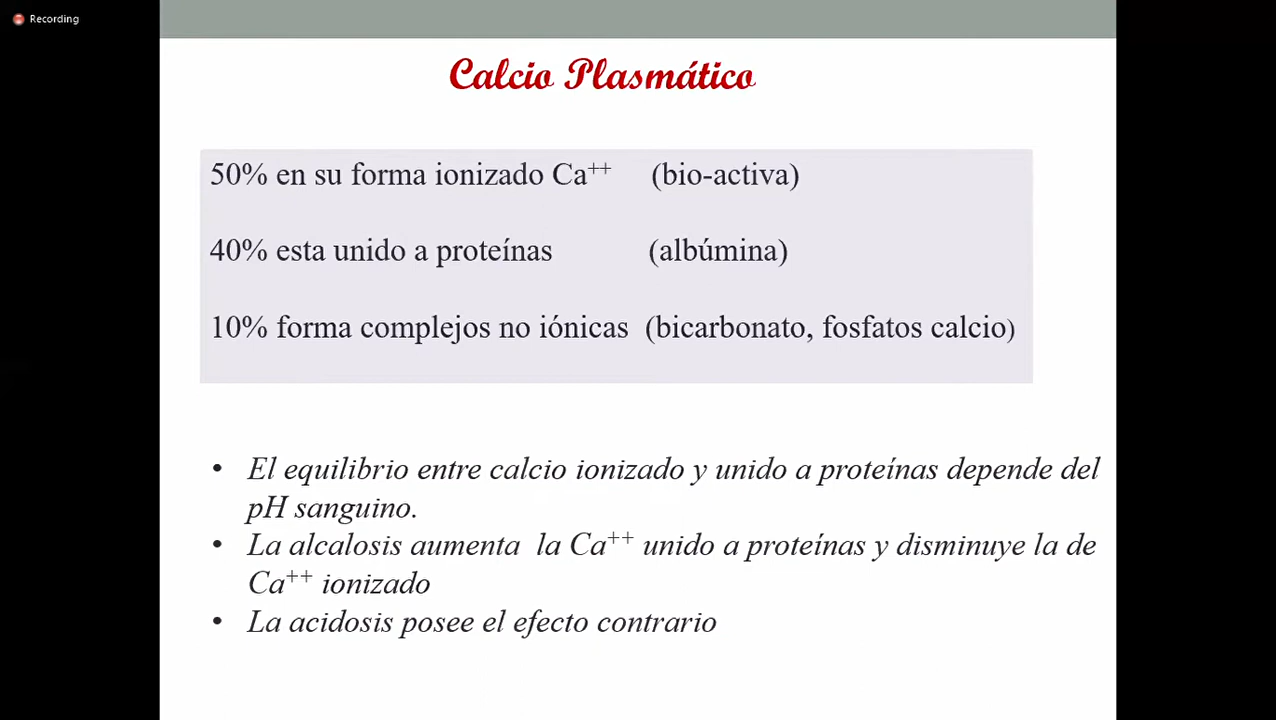 Recording
Calcio Plasmático
50% en su forma ionizado Ca⁺⁺ (bio-activa)
40% esta unido a proteínas (albúmina)
10% forma complejos no iónicas (bicarbonato, fosfatos calcio)
• El equilibrio entre calcio ionizado y unido a proteínas depende del
pH sanguino.
• La alcalosis aumenta la Ca⁺⁺ unido a proteínas y disminuye la de
Ca⁺⁺ ionizado
• La acidosis posee el efecto contrario